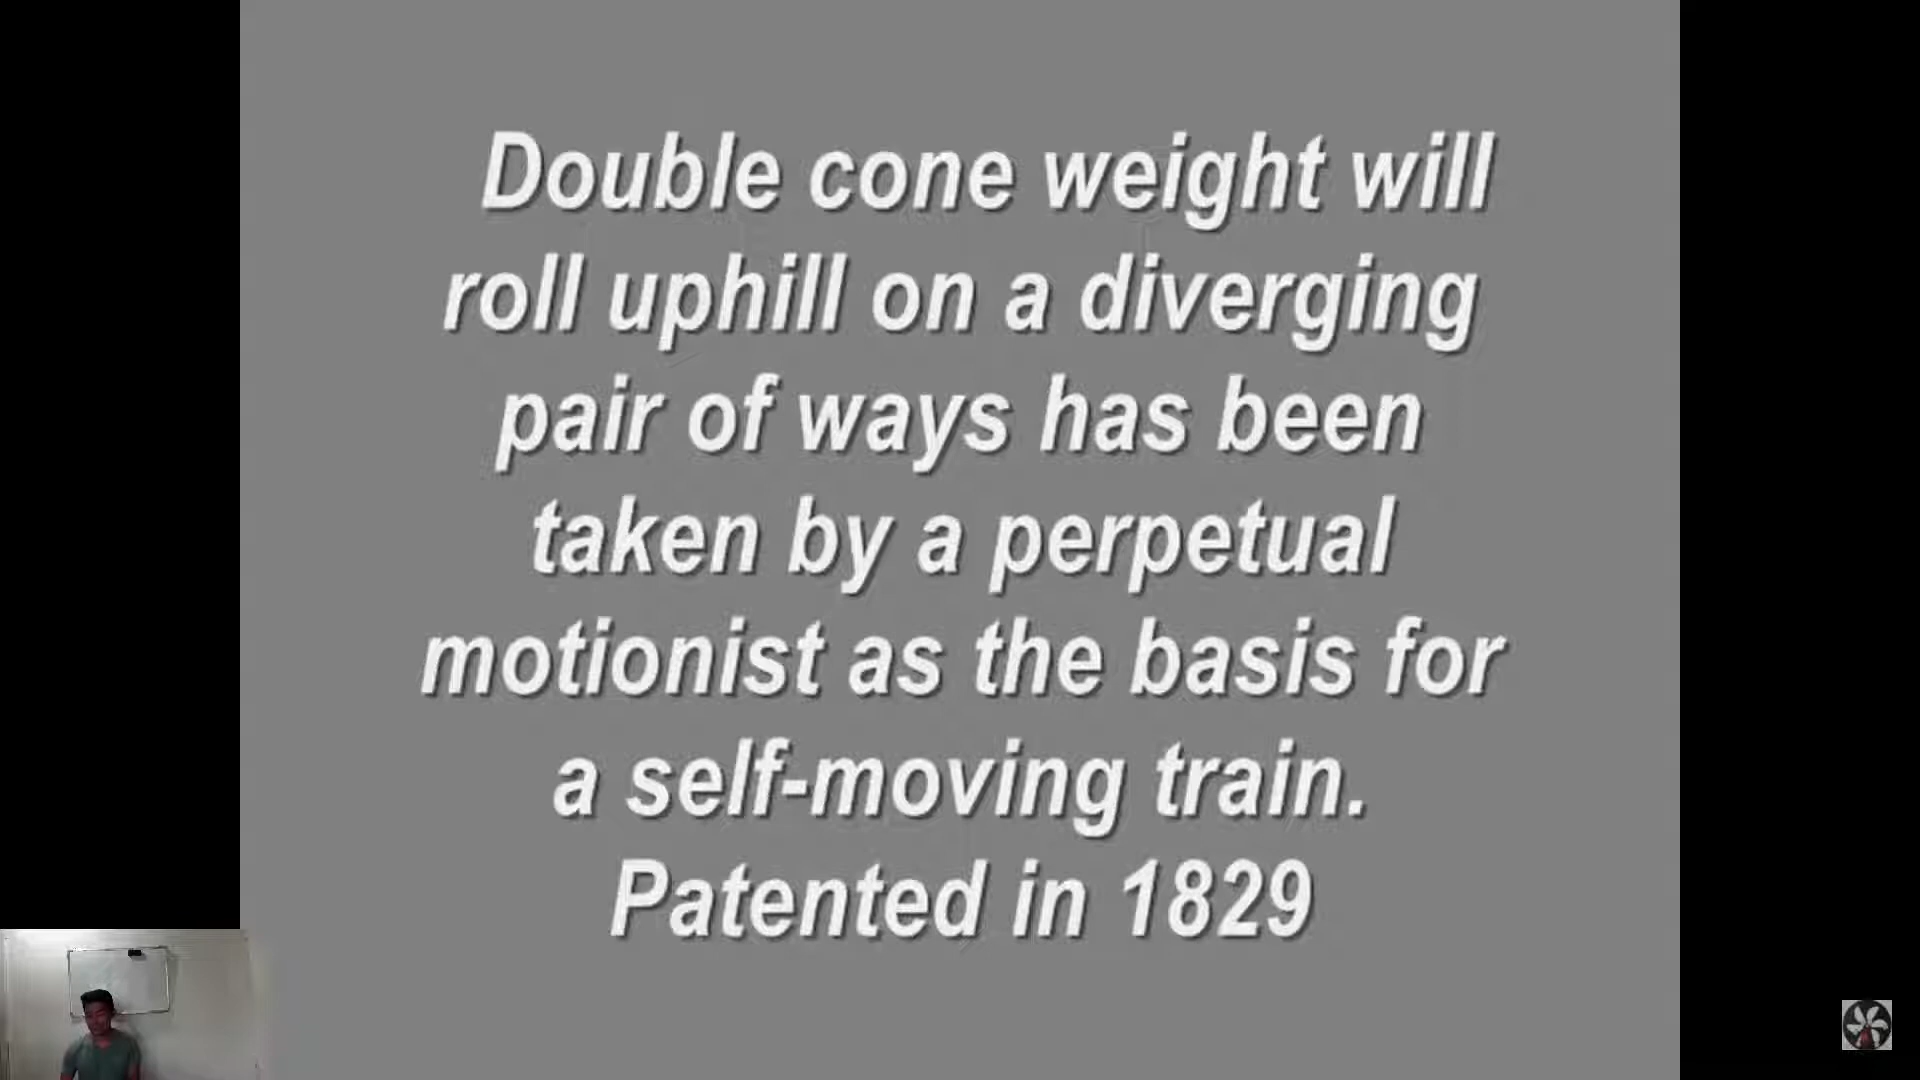 Double cone weight will
roll uphill on a diverging
pair of ways has been
taken by a perpetual
motionist as the basis for
a self-moving train.
Patented in 1829